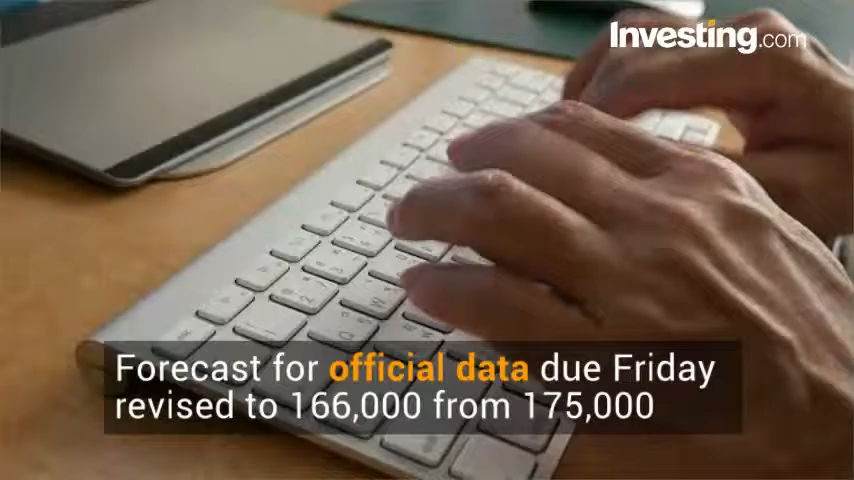 Investing.com
Forecast for official data due Friday
revised to 166,000 from 175,000